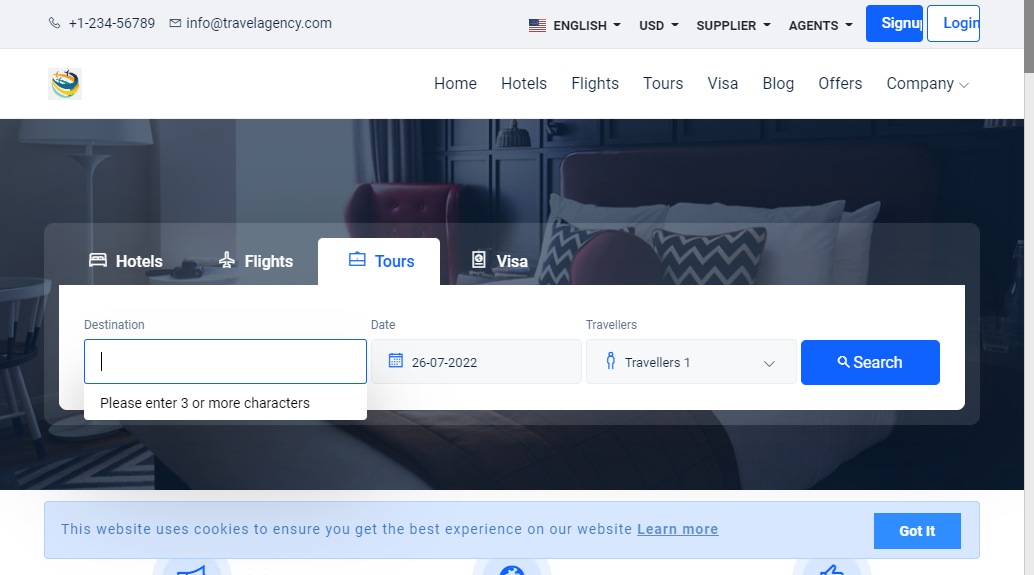 +1-234-56789 info@travelagency.com ENGLISH USD SUPPLIER AGENTS Signup Login
Home Hotels Flights Tours Visa Blog Offers Company
Hotels Flights Tours Visa
Destination Date Travellers
26-07-2022 Travellers 1 Search
Please enter 3 or more characters
This website uses cookies to ensure you get the best experience on our website Learn more Got It